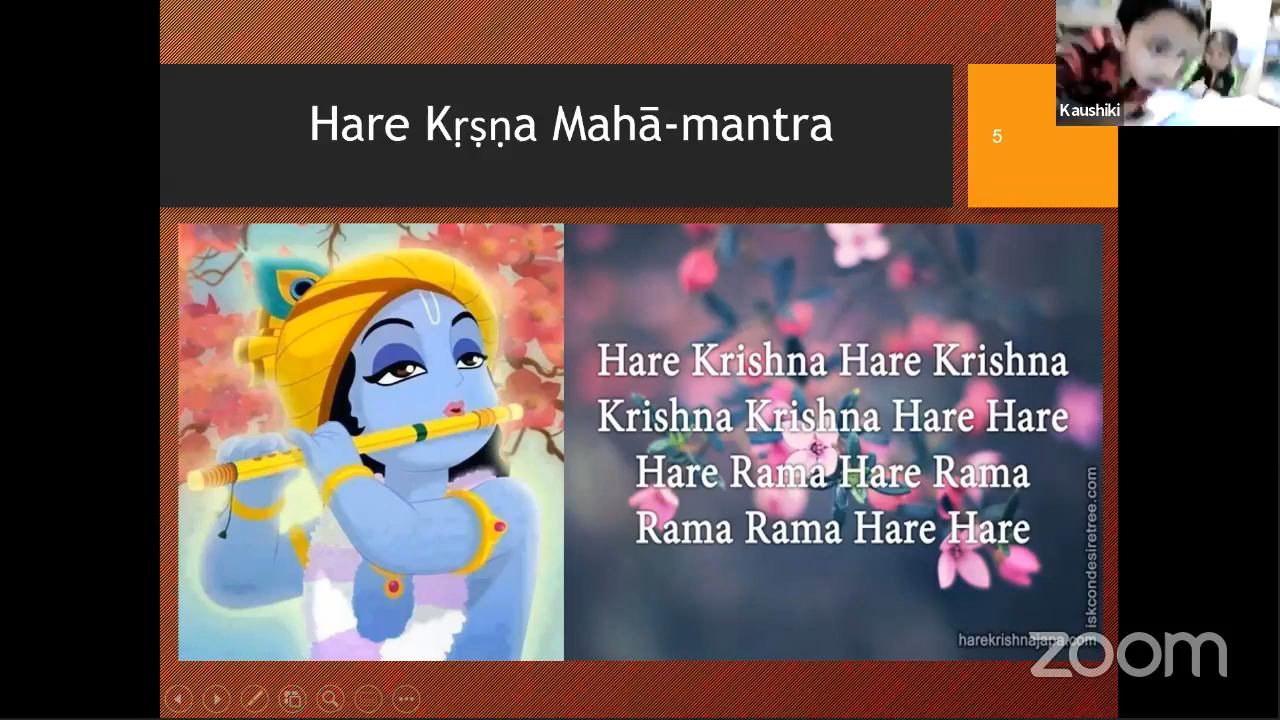 Hare Kṛṣṇa Mahā-mantra
5
Kaushiki
Hare Krishna Hare Krishna
Krishna Krishna Hare Hare
Hare Rama Hare Rama
Rama Rama Hare Hare
iskcondesiretree.com
harekrishnajapa.com
zoom